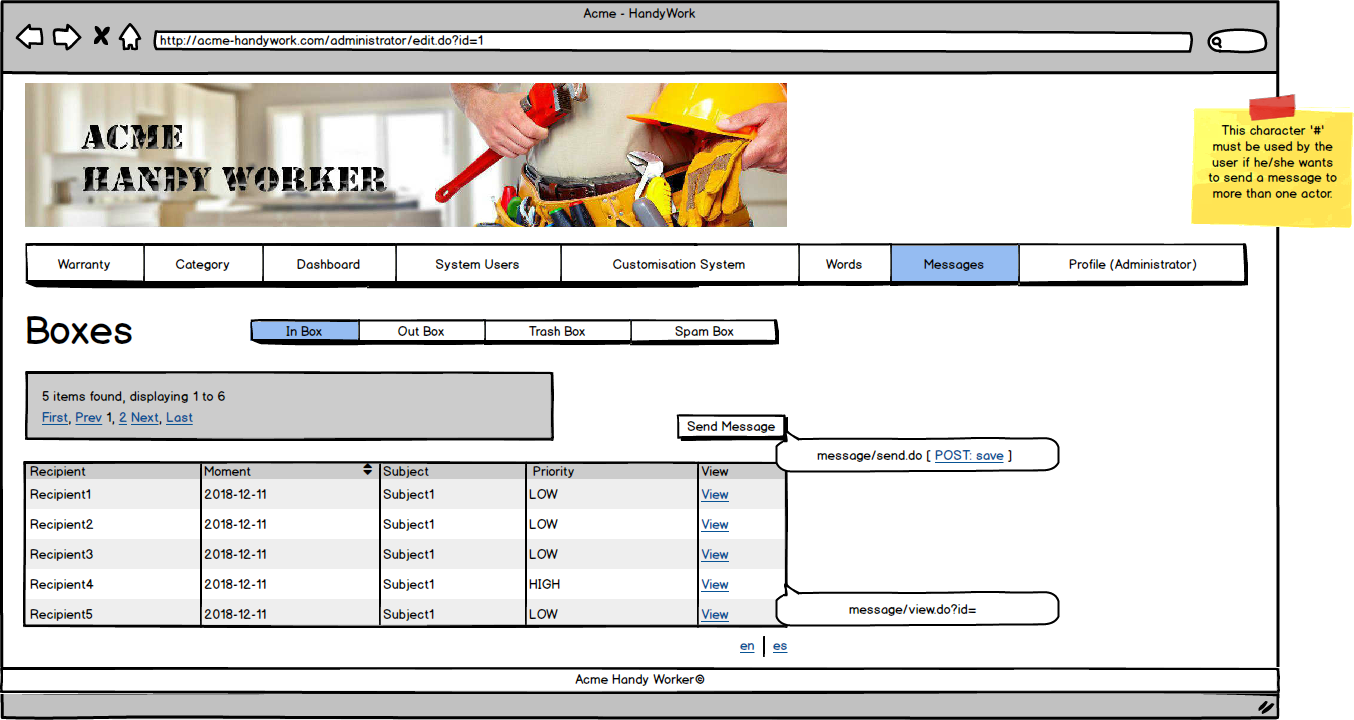 Acme - HandyWork
http://acme-handywork.com/administrator/edit.do?id=1
ACME
HANDY WORKER
This character '#'
must be used by the
user if he/she wants
to send a message to
more than one actor.
Warranty Category Dashboard System Users Customisation System Words Messages Profile (Administrator)
Boxes
In Box Out Box Trash Box Spam Box
5 items found, displaying 1 to 6
First, Prev 1, 2 Next, Last
Send Message
message/send.do [ POST: save ]
Recipient Moment Subject Priority View
Recipient1 2018-12-11 Subject1 LOW View
Recipient2 2018-12-11 Subject1 LOW View
Recipient3 2018-12-11 Subject1 LOW View
Recipient4 2018-12-11 Subject1 HIGH View
Recipient5 2018-12-11 Subject1 LOW View
message/view.do?id=
en es
Acme Handy Worker©